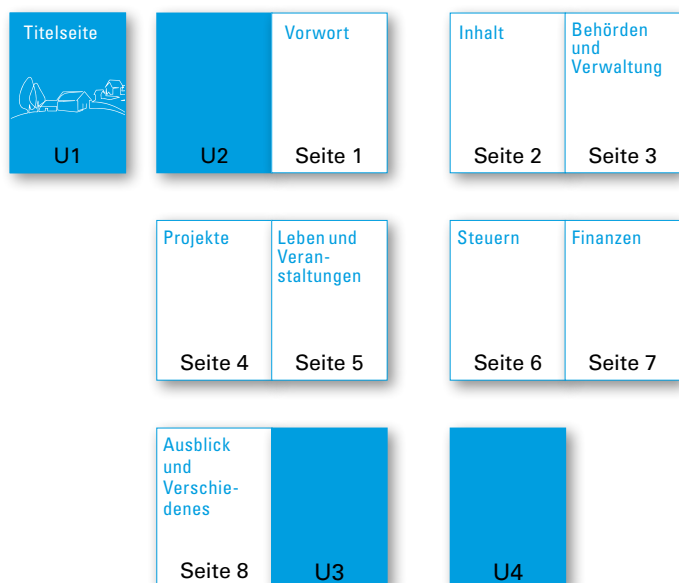 Titelseite
U1
U2
Vorwort
Seite 1
Inhalt
Seite 2
Behörden
und
Verwaltung
Seite 3
Projekte
Seite 4
Leben und
Veran-
staltungen
Seite 5
Steuern
Seite 6
Finanzen
Seite 7
Ausblick
und
Verschie-
denes
Seite 8
U3
U4